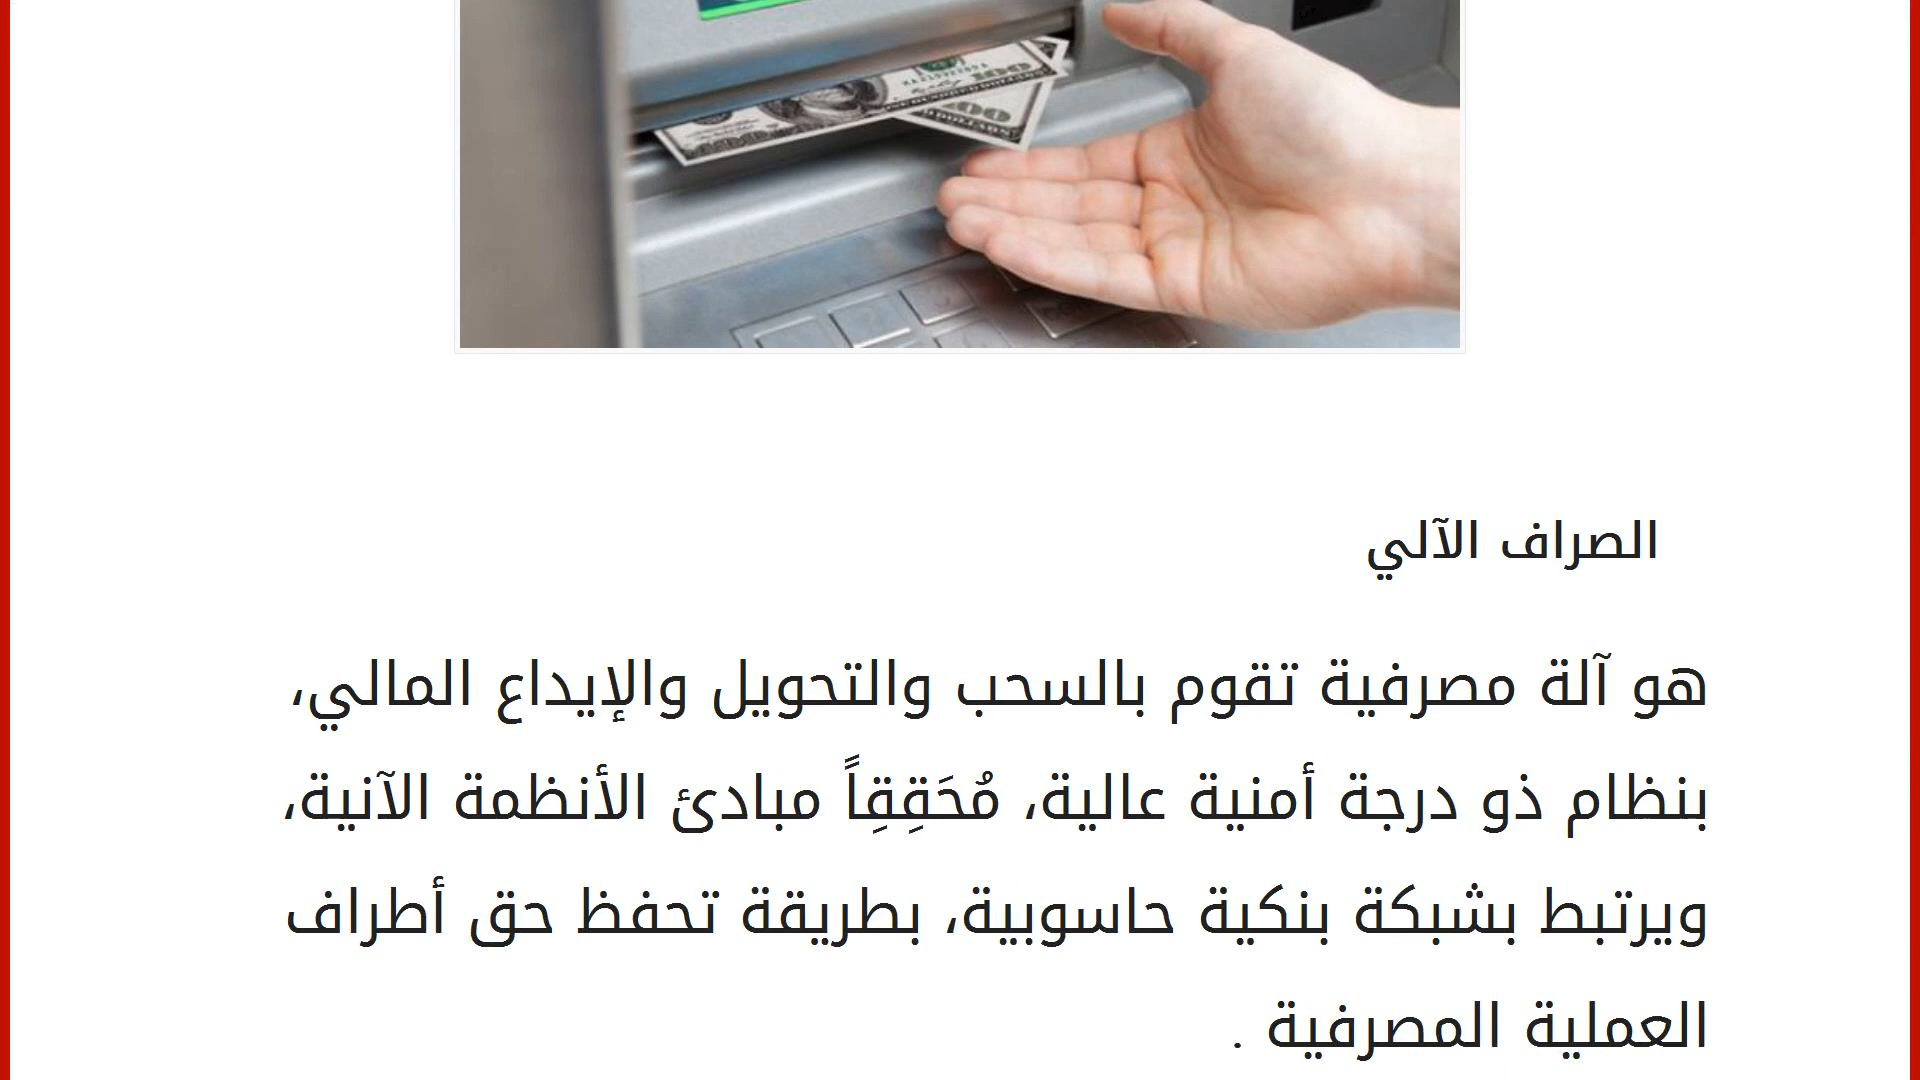 الصراف الآلي
هو آلة مصرفية تقوم بالسحب والتحويل والإيداع المالي،
بنظام ذو درجة أمنية عالية، مُحَقِقِاً مبادئ الأنظمة الآنية،
ويرتبط بشبكة بنكية حاسوبية، بطريقة تحفظ حق أطراف
العملية المصرفية .